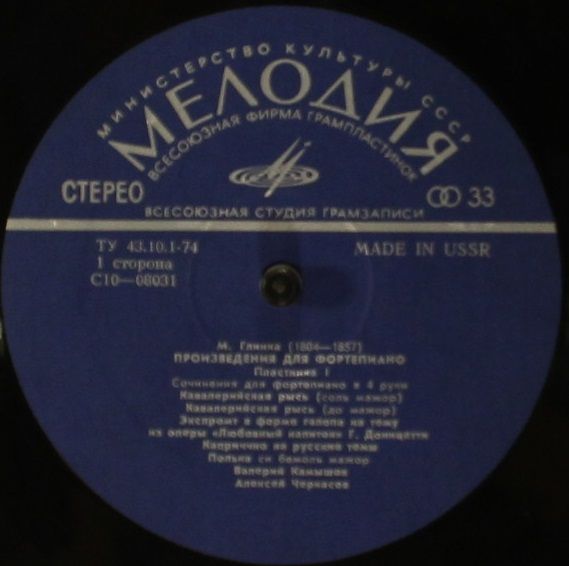 МИНИСТЕРСТВО КУЛЬТУРЫ СССР
МЕЛОДИЯ
ВСЕСОЮЗНАЯ ФИРМА ГРАМПЛАСТИНОК
СТЕРЕО
33
ВСЕСОЮЗНАЯ СТУДИЯ ГРАМЗАПИСИ
ТУ 43.10.1-74
MADE IN USSR
1 сторона
С10—08031
М. Глинка (1804—1857)
ПРОИЗВЕДЕНИЯ ДЛЯ ФОРТЕПИАНО
Пластинка 1
Сочинения для фортепиано в 4 руки
Кавалерийская рысь (соль мажор)
Кавалерийская рысь (до мажор)
Экспромт в форме галопа на тему
из оперы «Любовный напиток» Г. Доницетти
Каприччио на русские темы
Полька си бемоль мажор
Валерий Камышов
Алексей Черкасов